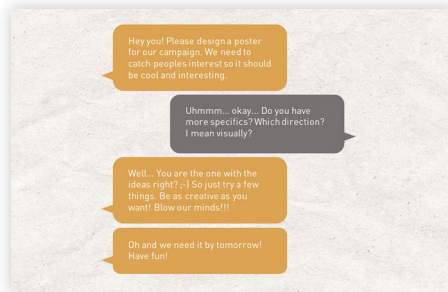 Hey you! Please design a poster
for our campaign. We need to
catch peoples interest so it should
be cool and interesting.
Uhmmm... okay... Do you have
more specifics? Which direction?
I mean visually?
Well... You are the one with the
ideas right? ;-) So just try a few
things. Be as creative as you
want! Blow our minds!!!
Oh and we need it by tomorrow!
Have fun!